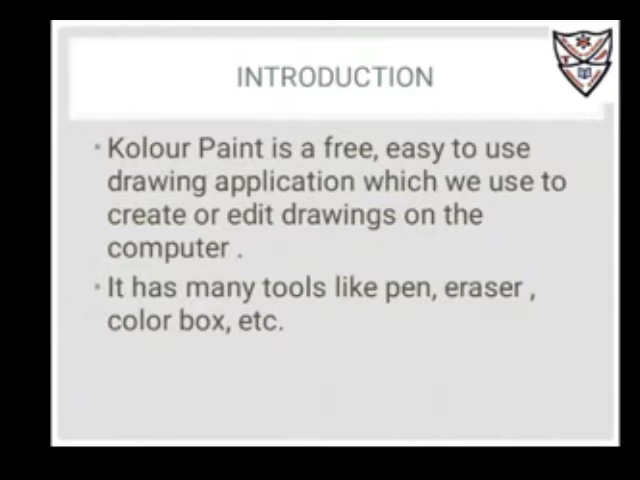 INTRODUCTION
• Kolour Paint is a free, easy to use
drawing application which we use to
create or edit drawings on the
computer .
• It has many tools like pen, eraser ,
color box, etc.